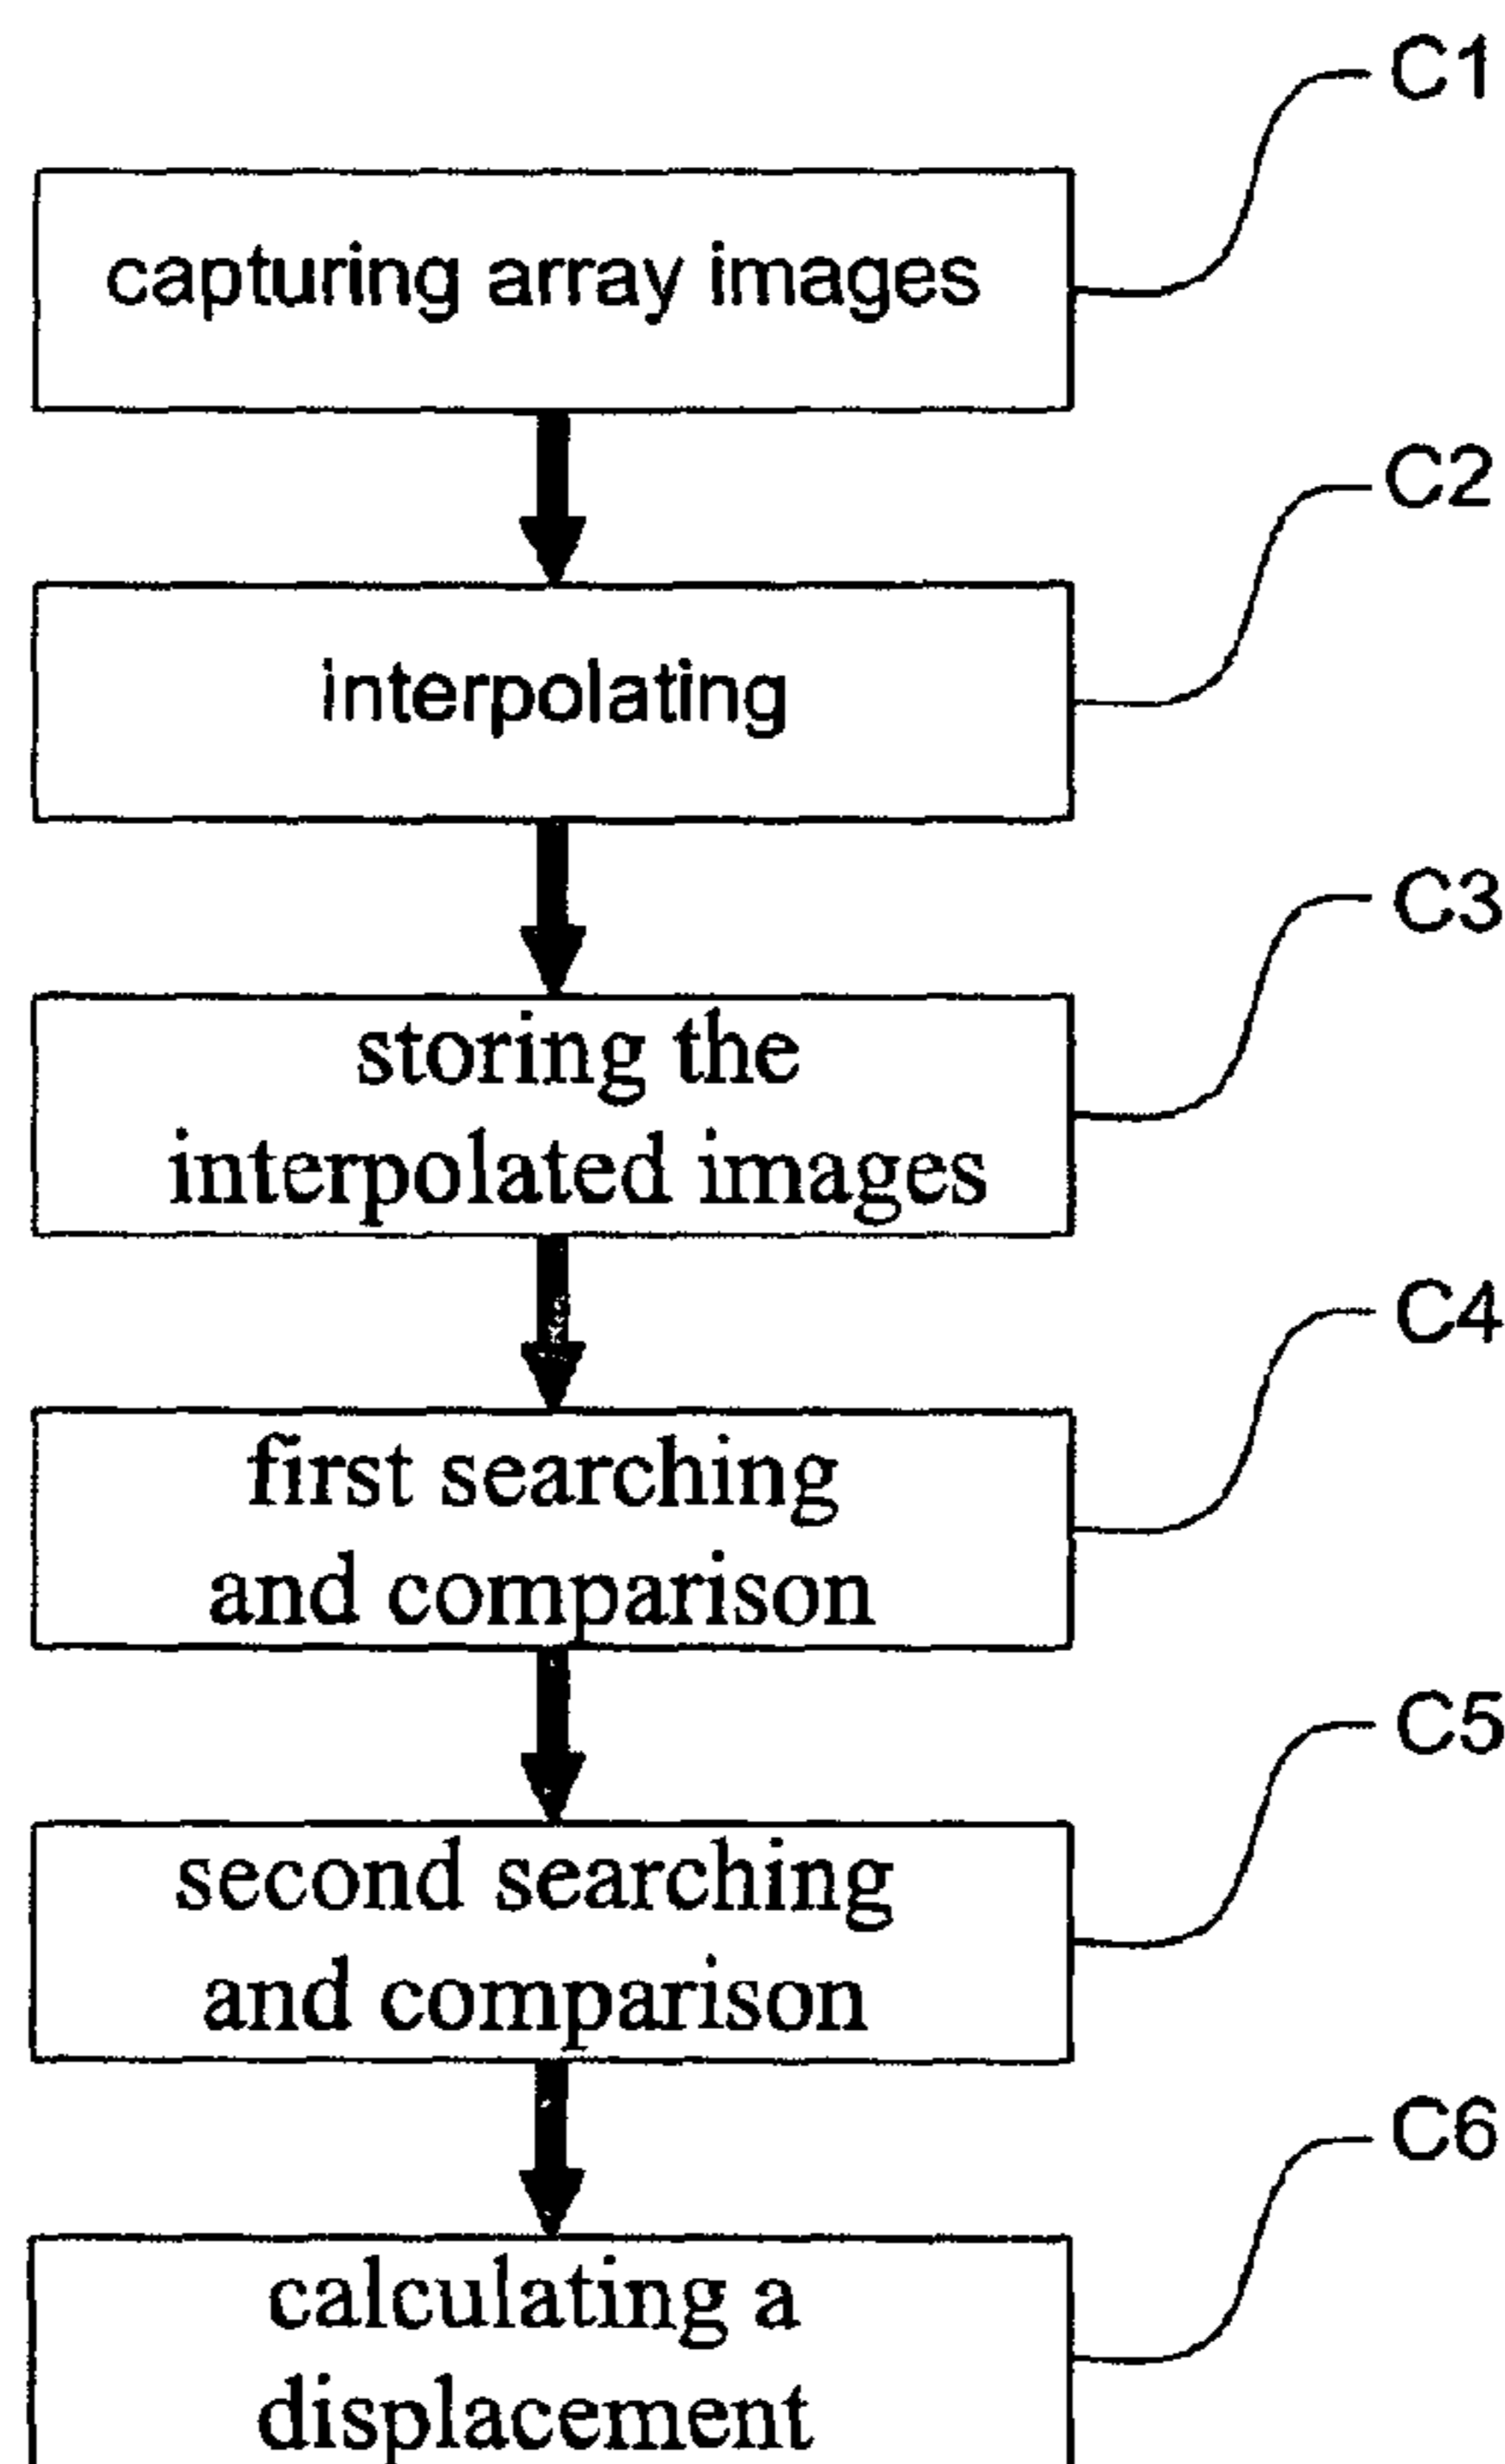 C1
capturing array images
C2
interpolating
C3
storing the
interpolated images
C4
first searching
and comparison
C5
second searching
and comparison
C6
calculating a
displacement